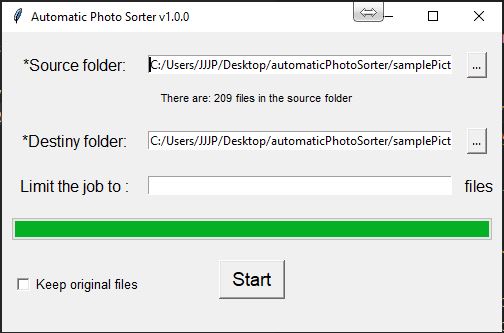 Automatic Photo Sorter v1.0.0
*Source folder: C:/Users/JJJP/Desktop/automaticPhotoSorter/samplePict ...
There are: 209 files in the source folder
*Destiny folder: C:/Users/JJJP/Desktop/automaticPhotoSorter/samplePict ...
Limit the job to : files
Keep original files
Start